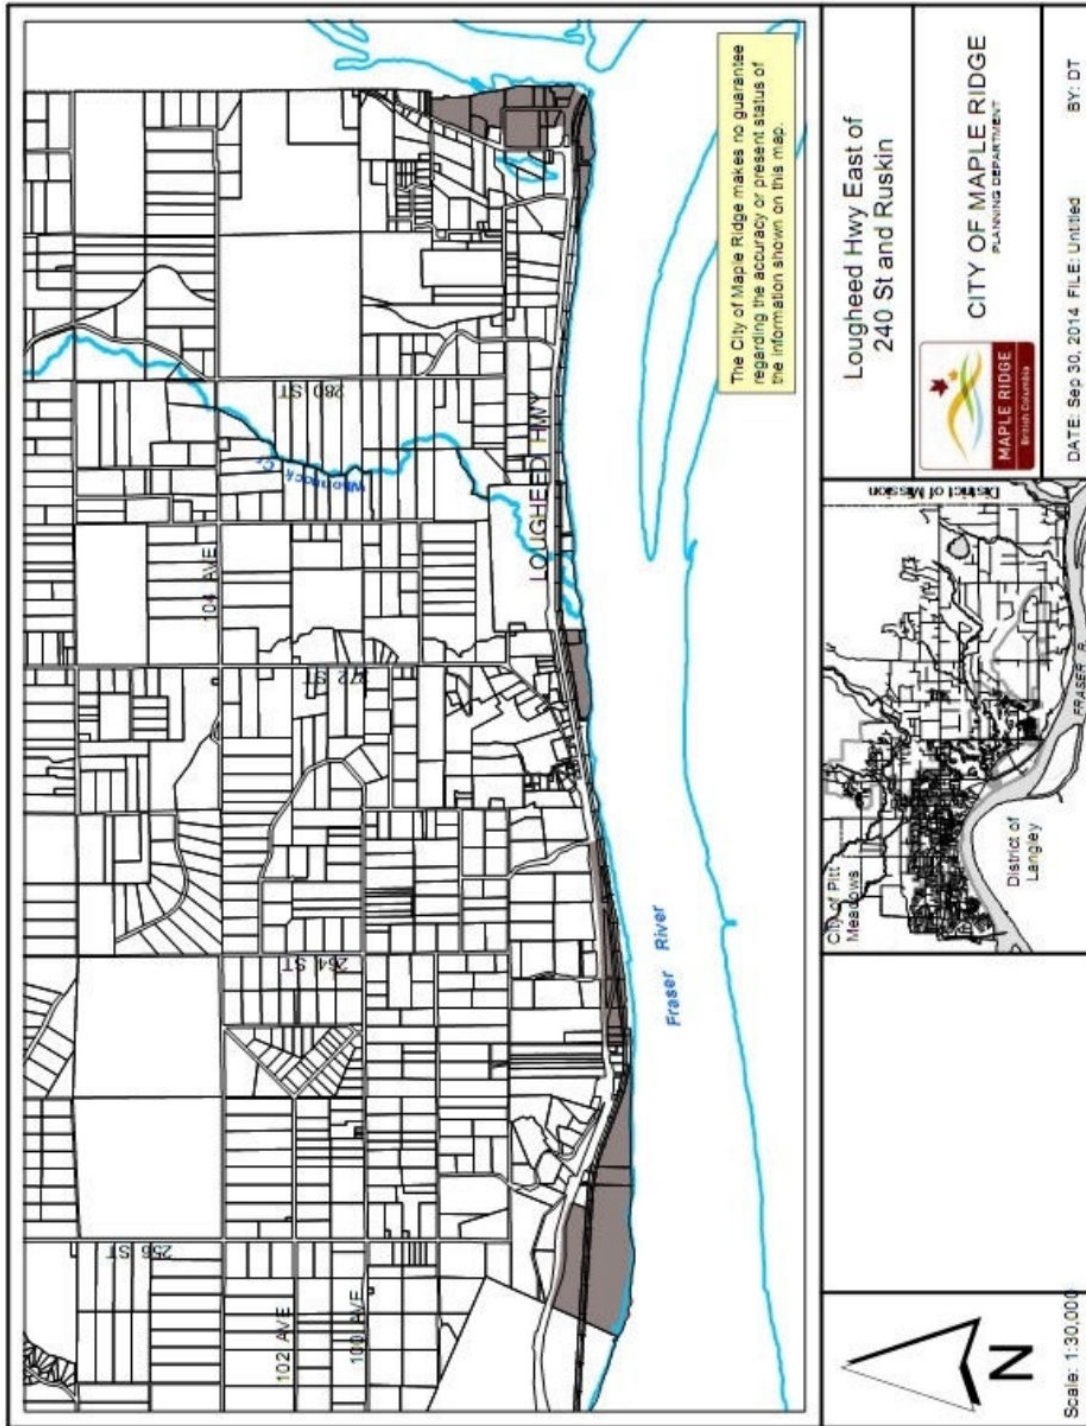 104 AVE
280 ST
Whonnock Cr
LOUGHEED HWY
272 ST
264 ST
256 ST
102 AVE
100 AVE
Fraser River
The City of Maple Ridge makes no guarantee
regarding the accuracy or present status of
the information shown on this map.
Scale: 1:30,000
N
City of Pitt
Meadows
District of
Langley
District of Mission
FRASER R.
Lougheed Hwy East of
240 St and Ruskin
MAPLE RIDGE
British Columbia
CITY OF MAPLE RIDGE
PLANNING DEPARTMENT
DATE: Sep 30, 2014 FILE: Untitled BY: DT